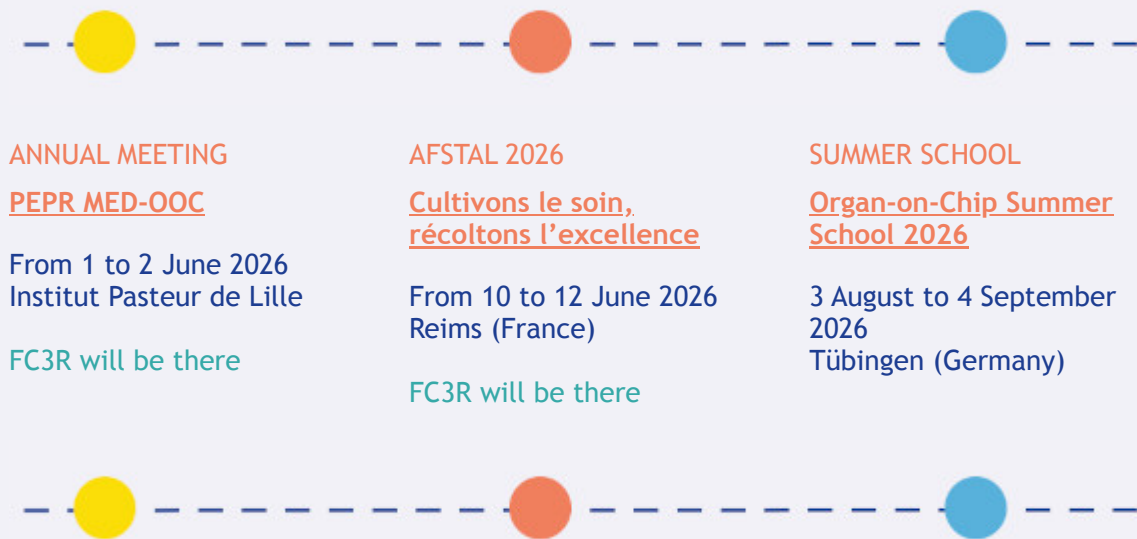 ANNUAL MEETING
PEPR MED-OOC
From 1 to 2 June 2026
Institut Pasteur de Lille
FC3R will be there
AFSTAL 2026
Cultivons le soin,
récoltons l’excellence
From 10 to 12 June 2026
Reims (France)
FC3R will be there
SUMMER SCHOOL
Organ-on-Chip Summer
School 2026
3 August to 4 September
2026
Tübingen (Germany)